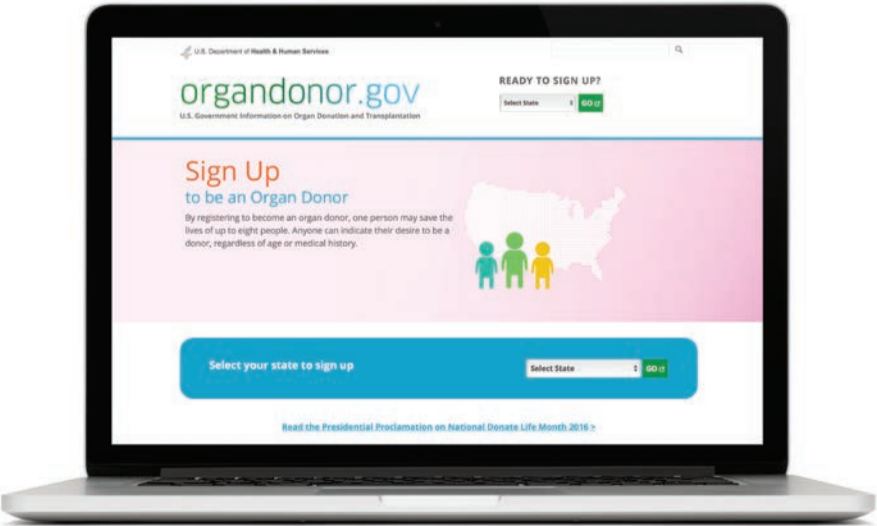 U.S. Department of Health & Human Services
organdonor.gov
U.S. Government Information on Organ Donation and Transplantation
READY TO SIGN UP?
Select State
GO
Sign Up
to be an Organ Donor
By registering to become an organ donor, one person may save the
lives of up to eight people. Anyone can indicate their desire to be a
donor, regardless of age or medical history.
Select your state to sign up
Select State
GO
Read the Presidential Proclamation on National Donate Life Month 2016 >